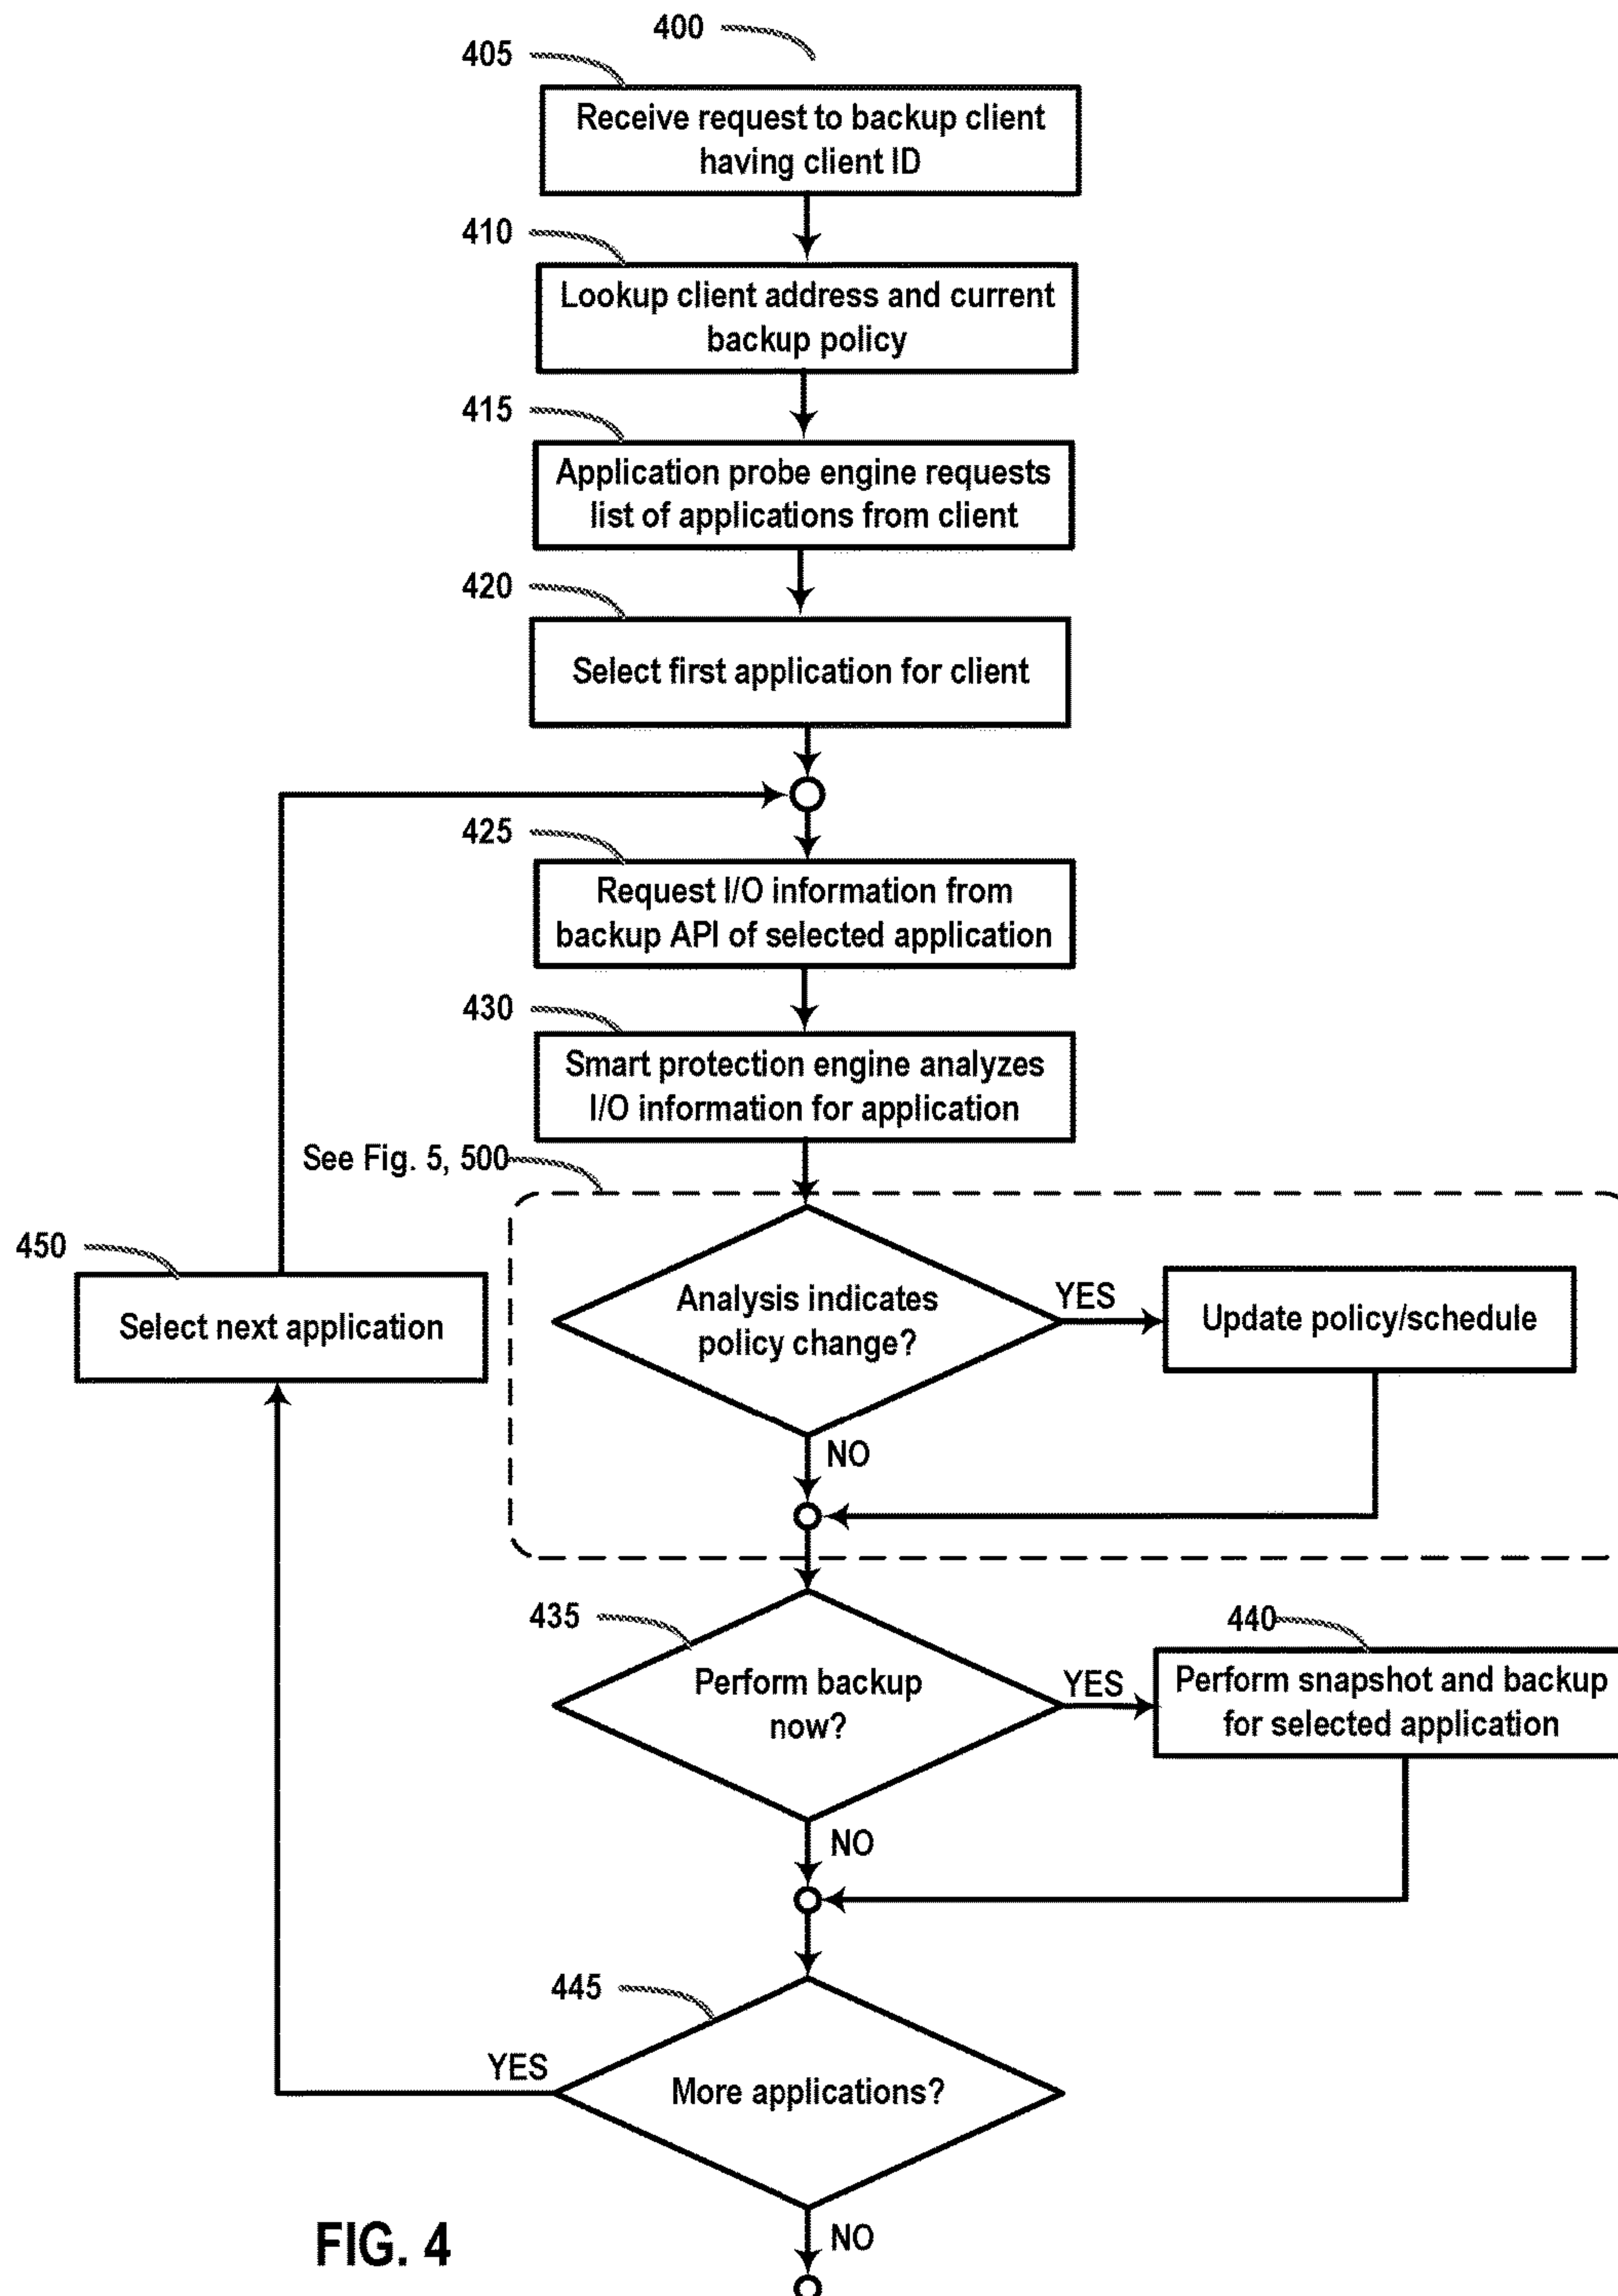 400
405
Receive request to backup client
having client ID
410
Lookup client address and current
backup policy
415
Application probe engine requests
list of applications from client
420
Select first application for client
425
Request I/O information from
backup API of selected application
430
Smart protection engine analyzes
I/O information for application
See Fig. 5, 500
450
Select next application
Analysis indicates
policy change?
YES
Update policy/schedule
NO
435
Perform backup
now?
YES
440
Perform snapshot and backup
for selected application
NO
445
More applications?
YES
NO
FIG. 4